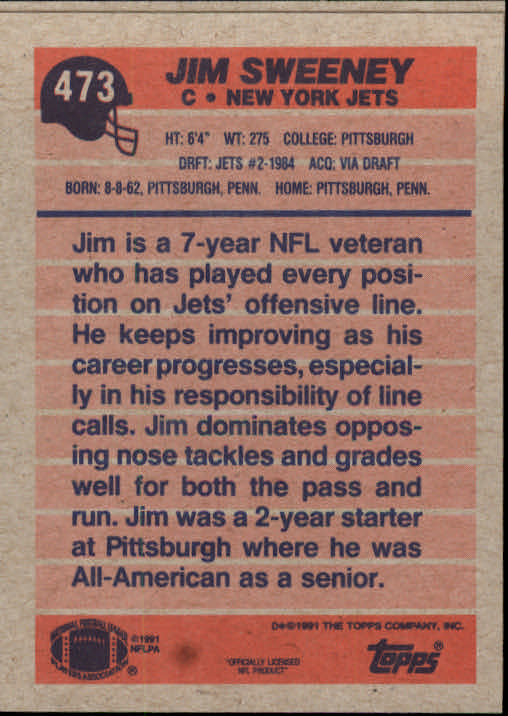 473
JIM SWEENEY
C • NEW YORK JETS
HT: 6'4" WT: 275 COLLEGE: PITTSBURGH
DRFT: JETS #2-1984 ACQ: VIA DRAFT
BORN: 8-8-62, PITTSBURGH, PENN. HOME: PITTSBURGH, PENN.
Jim is a 7-year NFL veteran
who has played every posi-
tion on Jets' offensive line.
He keeps improving as his
career progresses, especial-
ly in his responsibility of line
calls. Jim dominates oppos-
ing nose tackles and grades
well for both the pass and
run. Jim was a 2-year starter
at Pittsburgh where he was
All-American as a senior.
D*©1991 THE TOPPS COMPANY, INC.
NATIONAL FOOTBALL LEAGUE
PLAYERS ASSOCIATION ®
©1991
NFLPA
"OFFICIALLY LICENSED
NFL PRODUCT"
topps®